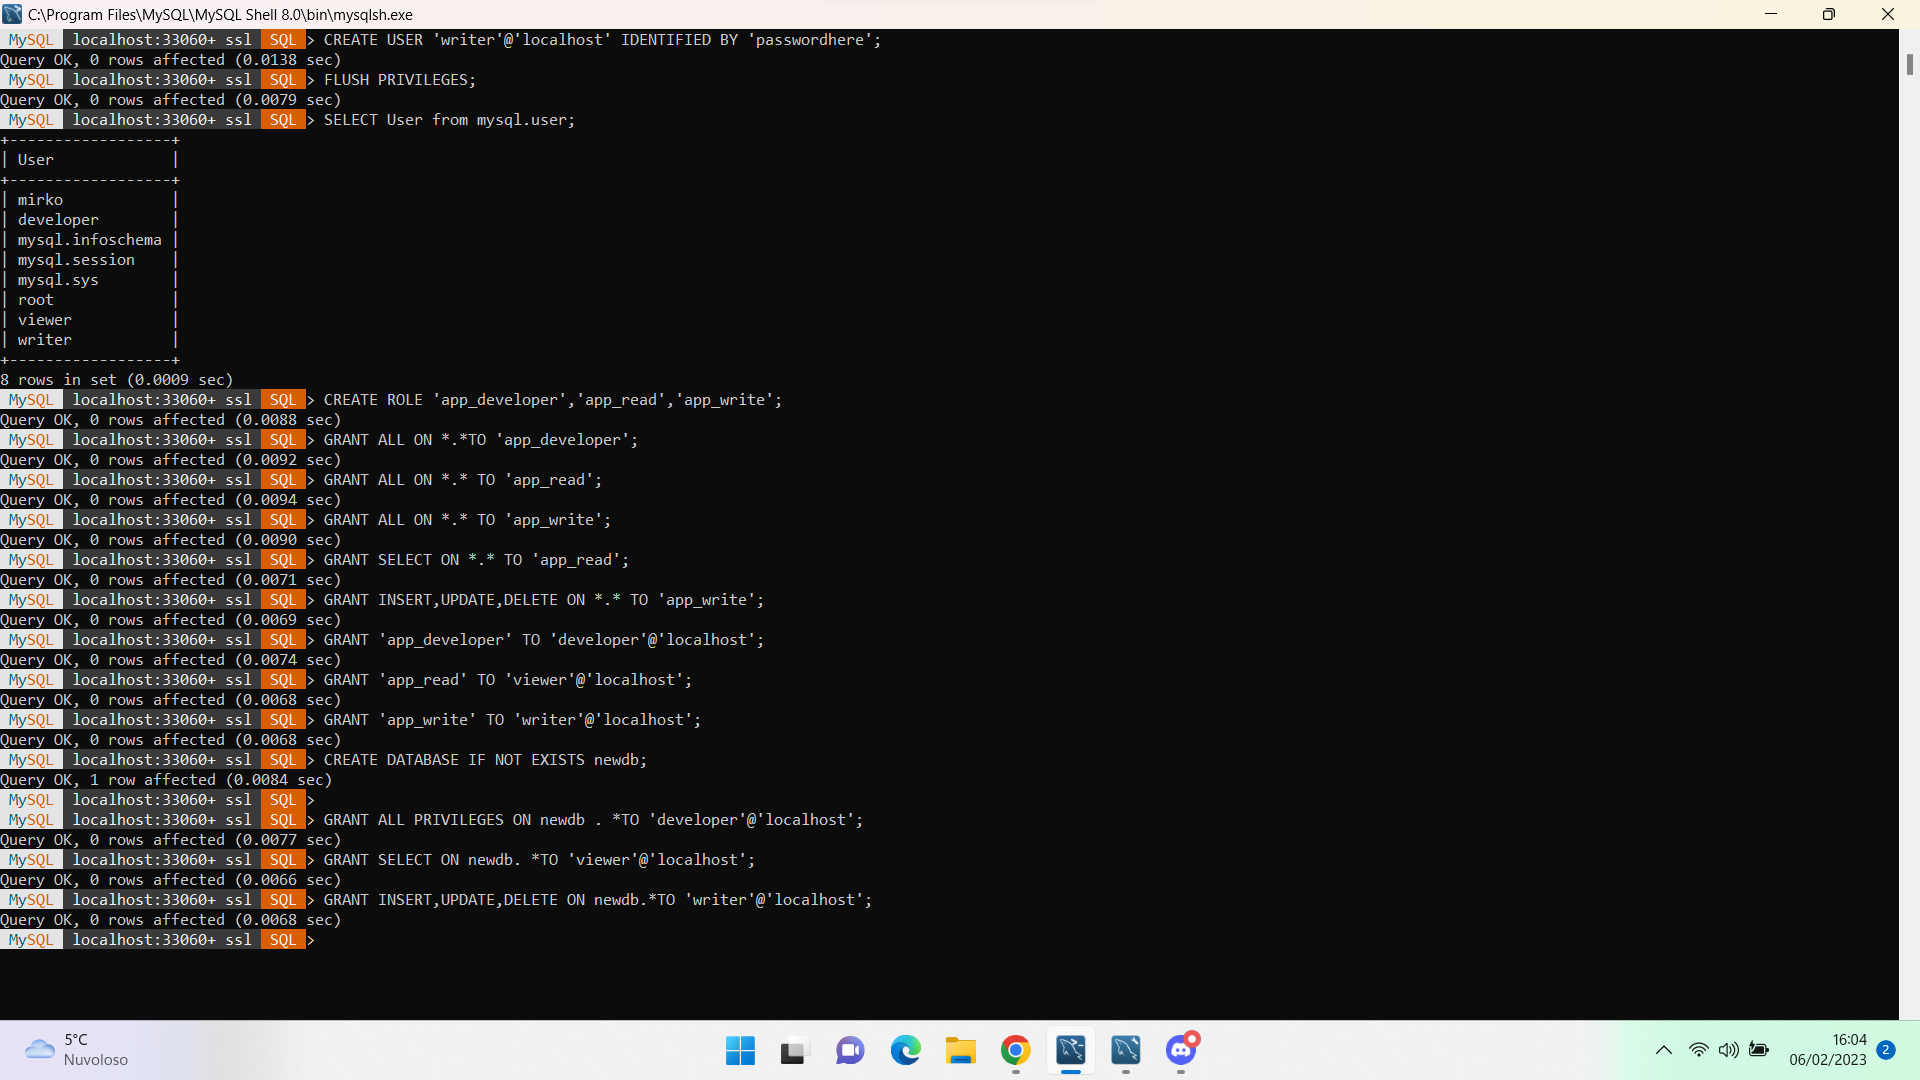 C:\Program Files\MySQL\MySQL Shell 8.0\bin\mysqlsh.exe
MySQL localhost:33060+ ssl SQL > CREATE USER 'writer'@'localhost' IDENTIFIED BY 'passwordhere';
Query OK, 0 rows affected (0.0138 sec)
MySQL localhost:33060+ ssl SQL > FLUSH PRIVILEGES;
Query OK, 0 rows affected (0.0079 sec)
MySQL localhost:33060+ ssl SQL > SELECT User from mysql.user;
+------------------+
| User             |
+------------------+
| mirko            |
| developer        |
| mysql.infoschema |
| mysql.session    |
| mysql.sys        |
| root             |
| viewer           |
| writer           |
+------------------+
8 rows in set (0.0009 sec)
MySQL localhost:33060+ ssl SQL > CREATE ROLE 'app_developer','app_read','app_write';
Query OK, 0 rows affected (0.0088 sec)
MySQL localhost:33060+ ssl SQL > GRANT ALL ON *.*TO 'app_developer';
Query OK, 0 rows affected (0.0092 sec)
MySQL localhost:33060+ ssl SQL > GRANT ALL ON *.* TO 'app_read';
Query OK, 0 rows affected (0.0094 sec)
MySQL localhost:33060+ ssl SQL > GRANT ALL ON *.* TO 'app_write';
Query OK, 0 rows affected (0.0090 sec)
MySQL localhost:33060+ ssl SQL > GRANT SELECT ON *.* TO 'app_read';
Query OK, 0 rows affected (0.0071 sec)
MySQL localhost:33060+ ssl SQL > GRANT INSERT,UPDATE,DELETE ON *.* TO 'app_write';
Query OK, 0 rows affected (0.0069 sec)
MySQL localhost:33060+ ssl SQL > GRANT 'app_developer' TO 'developer'@'localhost';
Query OK, 0 rows affected (0.0074 sec)
MySQL localhost:33060+ ssl SQL > GRANT 'app_read' TO 'viewer'@'localhost';
Query OK, 0 rows affected (0.0068 sec)
MySQL localhost:33060+ ssl SQL > GRANT 'app_write' TO 'writer'@'localhost';
Query OK, 0 rows affected (0.0068 sec)
MySQL localhost:33060+ ssl SQL > CREATE DATABASE IF NOT EXISTS newdb;
Query OK, 1 row affected (0.0084 sec)
MySQL localhost:33060+ ssl SQL >
MySQL localhost:33060+ ssl SQL > GRANT ALL PRIVILEGES ON newdb . *TO 'developer'@'localhost';
Query OK, 0 rows affected (0.0077 sec)
MySQL localhost:33060+ ssl SQL > GRANT SELECT ON newdb. *TO 'viewer'@'localhost';
Query OK, 0 rows affected (0.0066 sec)
MySQL localhost:33060+ ssl SQL > GRANT INSERT,UPDATE,DELETE ON newdb.*TO 'writer'@'localhost';
Query OK, 0 rows affected (0.0068 sec)
MySQL localhost:33060+ ssl SQL >
5°C
Nuvoloso
16:04
06/02/2023
2